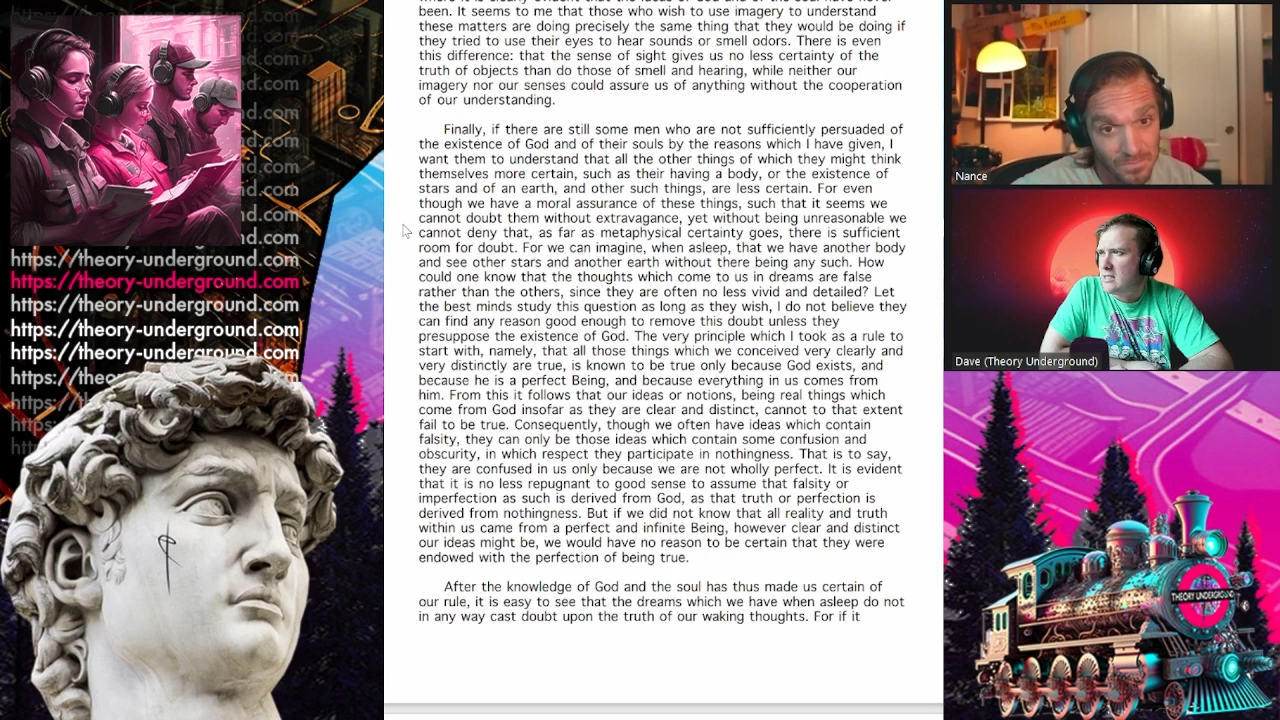 been. It seems to me that those who wish to use imagery to understand
these matters are doing precisely the same thing that they would be doing if
they tried to use their eyes to hear sounds or smell odors. There is even
this difference: that the sense of sight gives us no less certainty of the
truth of objects than do those of smell and hearing, while neither our
imagery nor our senses could assure us of anything without the cooperation
of our understanding.
Finally, if there are still some men who are not sufficiently persuaded of
the existence of God and of their souls by the reasons which I have given, I
want them to understand that all the other things of which they might think
themselves more certain, such as their having a body, or the existence of
stars and of an earth, and other such things, are less certain. For even
though we have a moral assurance of these things, such that it seems we
cannot doubt them without extravagance, yet without being unreasonable we
cannot deny that, as far as metaphysical certainty goes, there is sufficient
room for doubt. For we can imagine, when asleep, that we have another body
and see other stars and another earth without there being any such. How
could one know that the thoughts which come to us in dreams are false
rather than the others, since they are often no less vivid and detailed? Let
the best minds study this question as long as they wish, I do not believe they
can find any reason good enough to remove this doubt unless they
presuppose the existence of God. The very principle which I took as a rule to
start with, namely, that all those things which we conceived very clearly and
very distinctly are true, is known to be true only because God exists, and
because he is a perfect Being, and because everything in us comes from
him. From this it follows that our ideas or notions, being real things which
come from God insofar as they are clear and distinct, cannot to that extent
fail to be true. Consequently, though we often have ideas which contain
falsity, they can only be those ideas which contain some confusion and
obscurity, in which respect they participate in nothingness. That is to say,
they are confused in us only because we are not wholly perfect. It is evident
that it is no less repugnant to good sense to assume that falsity or
imperfection as such is derived from God, as that truth or perfection is
derived from nothingness. But if we did not know that all reality and truth
within us came from a perfect and infinite Being, however clear and distinct
our ideas might be, we would have no reason to be certain that they were
endowed with the perfection of being true.
After the knowledge of God and the soul has thus made us certain of
our rule, it is easy to see that the dreams which we have when asleep do not
in any way cast doubt upon the truth of our waking thoughts. For if it
https://theory-underground.com
https://theory-underground.com
https://theory-underground.com
https://theory-underground.com
https://theory-underground.com
Nance
Dave (Theory Underground)
THEORY UNDERGROUND